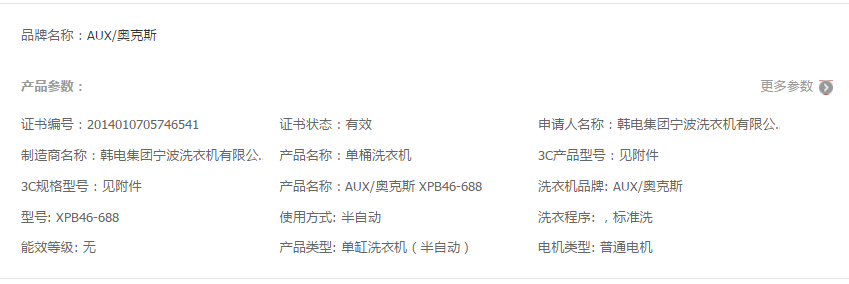 品牌名称：AUX/奥克斯
产品参数： 更多参数
证书编号：2014010705746541 证书状态：有效 申请人名称：韩电集团宁波洗衣机有限公..
制造商名称：韩电集团宁波洗衣机有限公.. 产品名称：单桶洗衣机 3C产品型号：见附件
3C规格型号：见附件 产品名称：AUX/奥克斯 XPB46-688 洗衣机品牌: AUX/奥克斯
型号: XPB46-688 使用方式: 半自动 洗衣程序: ，标准洗
能效等级: 无 产品类型: 单缸洗衣机（半自动） 电机类型: 普通电机